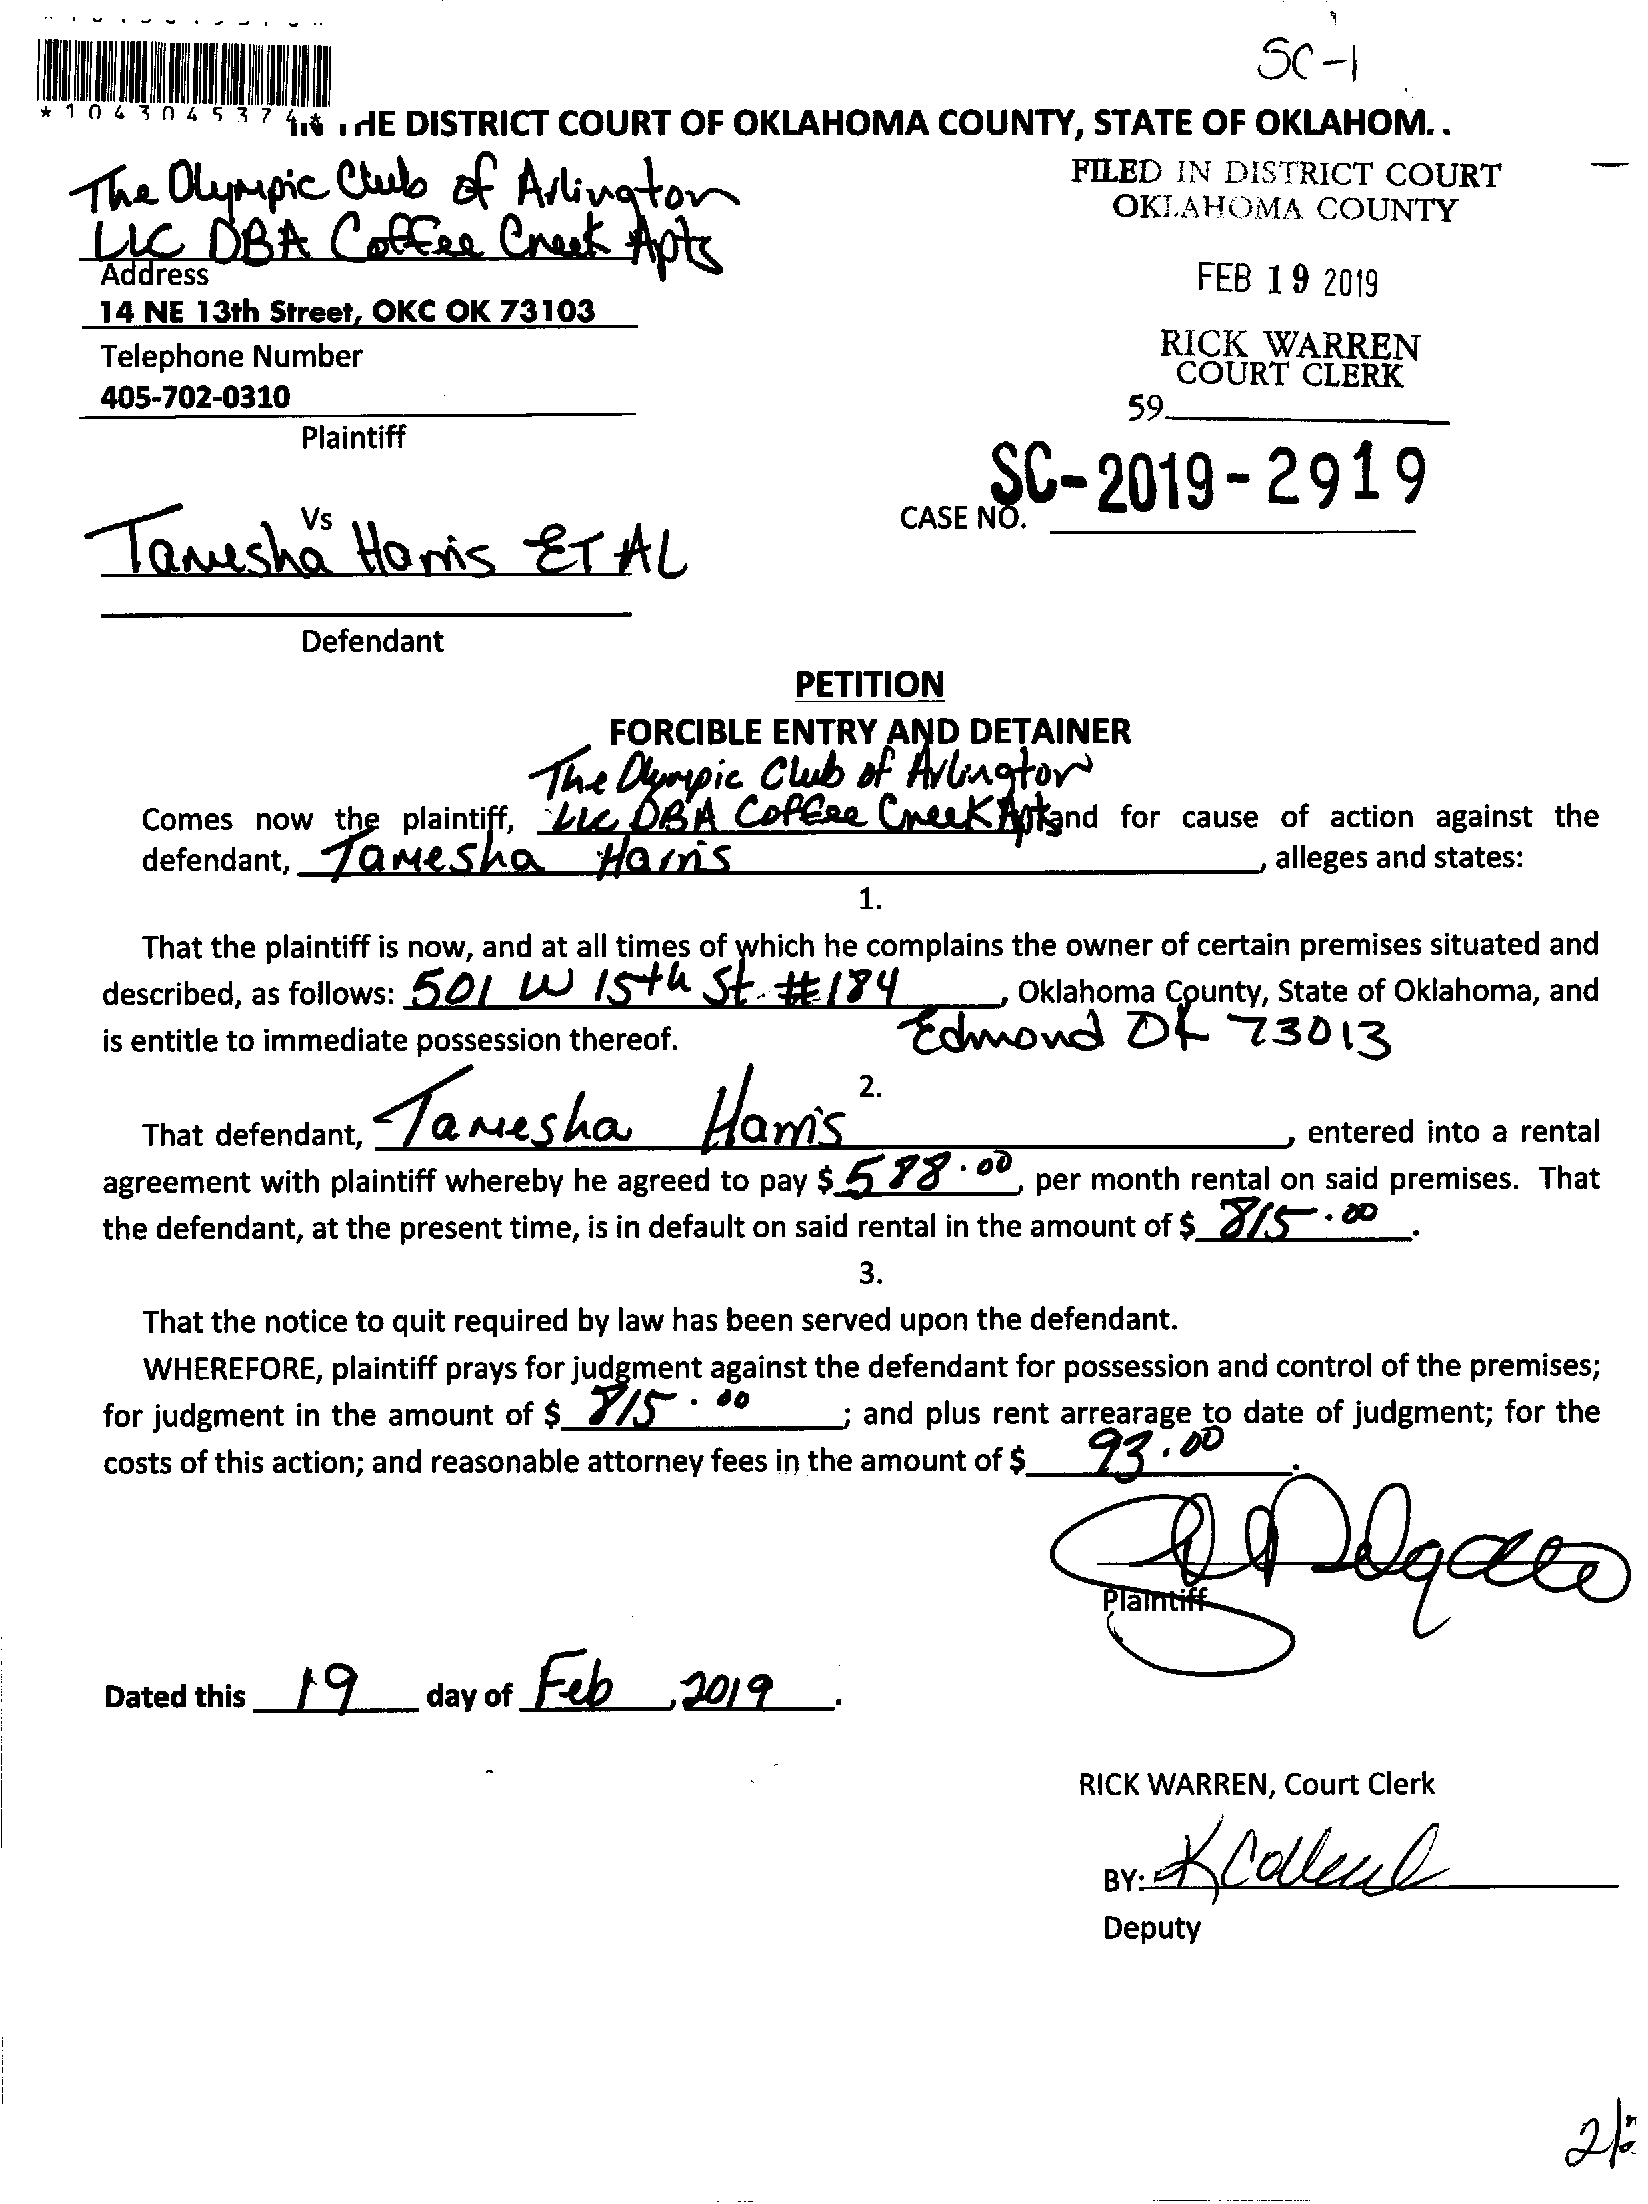 SC-1
*1043045374*
THE DISTRICT COURT OF OKLAHOMA COUNTY, STATE OF OKLAHOM
The Olympic Club of Arlington
LLC DBA Coffee Creek Apts
FILED IN DISTRICT COURT
OKLAHOMA COUNTY
Address
14 NE 13th Street, OKC OK 73103
FEB 19 2019
Telephone Number
405-702-0310
RICK WARREN
COURT CLERK
59
Plaintiff
SC-2019-2919
CASE NO.
Vs
Tamesha Harris ET AL
Defendant
PETITION
FORCIBLE ENTRY AND DETAINER
The Olympic Club of Arlington
Comes now the plaintiff, LLC DBA Coffee Creek Apts and for cause of action against the
defendant, Tamesha Harris, alleges and states:
1.
That the plaintiff is now, and at all times of which he complains the owner of certain premises situated and
described, as follows: 501 W 15th St. #184, Oklahoma County, State of Oklahoma, and
is entitle to immediate possession thereof. Edmond OK 73013
2.
That defendant, Tamesha Harris, entered into a rental
agreement with plaintiff whereby he agreed to pay $ 588.00, per month rental on said premises. That
the defendant, at the present time, is in default on said rental in the amount of $ 815.00.
3.
That the notice to quit required by law has been served upon the defendant.
WHEREFORE, plaintiff prays for judgment against the defendant for possession and control of the premises;
for judgment in the amount of $ 815.00; and plus rent arrearage to date of judgment; for the
costs of this action; and reasonable attorney fees in the amount of $ 93.00.
Plaintiff
Dated this 19 day of Feb, 2019.
RICK WARREN, Court Clerk
BY:
Deputy